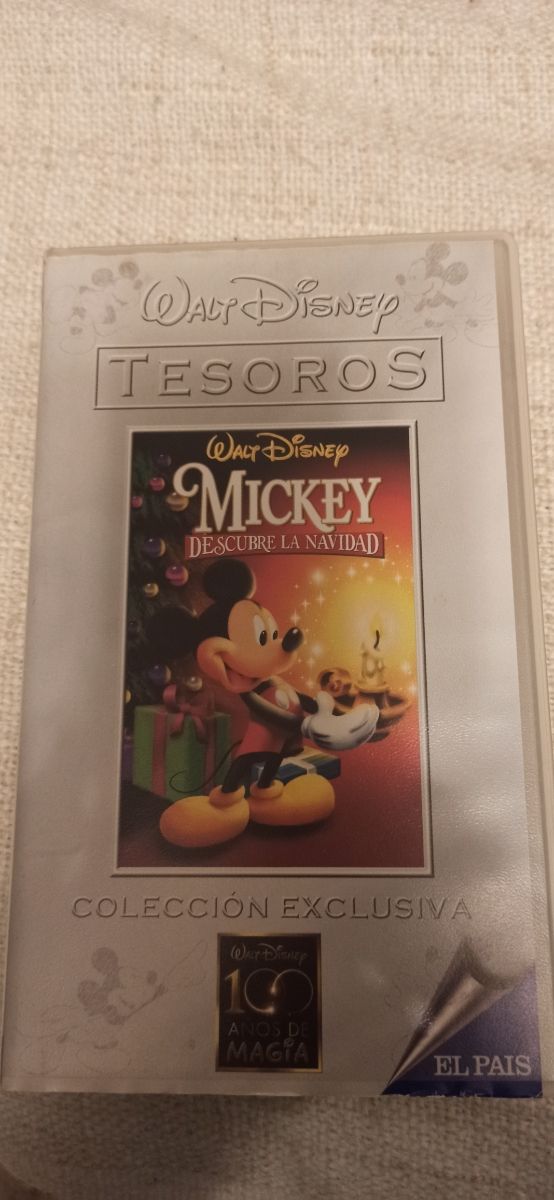 WALT DISNEY
TESOROS
WALT DISNEY
MICKEY
DESCUBRE LA NAVIDAD
COLECCIÓN EXCLUSIVA
WALT DISNEY
100
AÑOS DE
MAGIA
EL PAIS